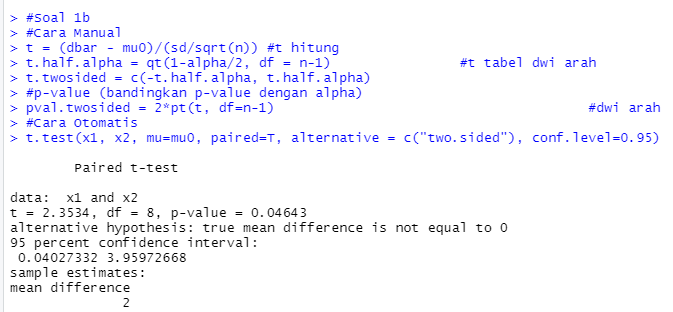 > #Soal 1b
> #Cara Manual
> t = (dbar - mu0)/(sd/sqrt(n)) #t hitung
> t.half.alpha = qt(1-alpha/2, df = n-1) #t tabel dwi arah
> t.twosided = c(-t.half.alpha, t.half.alpha)
> #p-value (bandingkan p-value dengan alpha)
> pval.twosided = 2*pt(t, df=n-1) #dwi arah
> #Cara Otomatis
> t.test(x1, x2, mu=mu0, paired=T, alternative = c("two.sided"), conf.level=0.95)
Paired t-test
data: x1 and x2
t = 2.3534, df = 8, p-value = 0.04643
alternative hypothesis: true mean difference is not equal to 0
95 percent confidence interval:
0.04027332 3.95972668
sample estimates:
mean difference
2